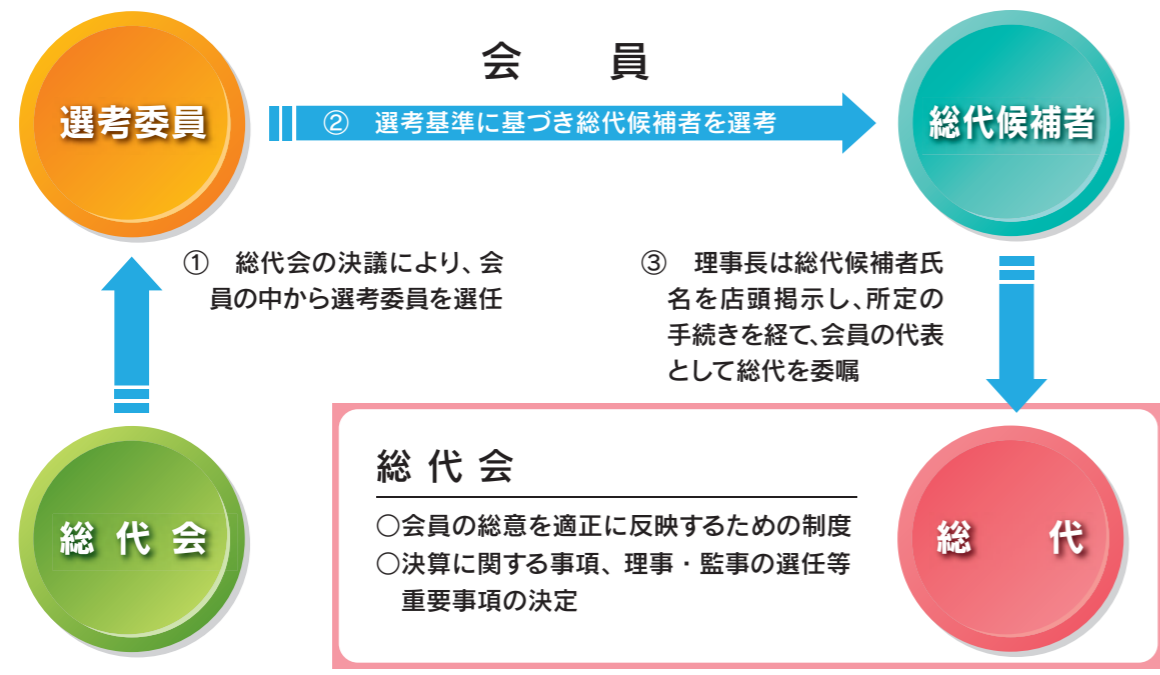 会　員
選考委員
② 選考基準に基づき総代候補者を選考
総代候補者
① 総代会の決議により、会
員の中から選考委員を選任
③ 理事長は総代候補者氏
名を店頭掲示し、所定の
手続きを経て、会員の代表
として総代を委嘱
総代会
総代会
○会員の総意を適正に反映するための制度
○決算に関する事項、理事・監事の選任等
重要事項の決定
総　代